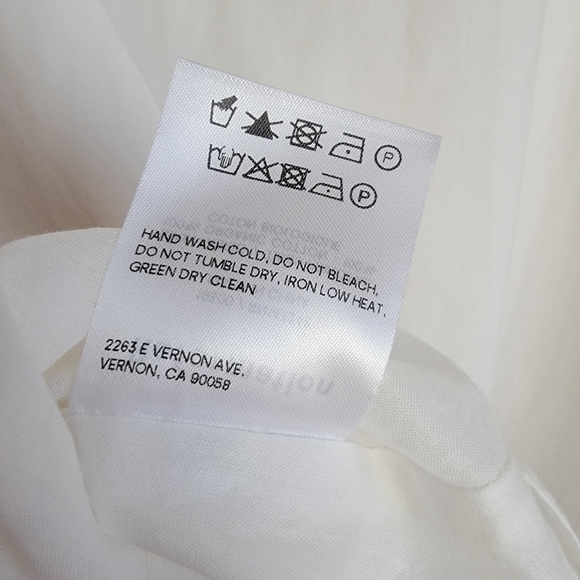 P
P
HAND WASH COLD, DO NOT BLEACH,
DO NOT TUMBLE DRY, IRON LOW HEAT,
GREEN DRY CLEAN
2263 E VERNON AVE.
VERNON, CA 90058